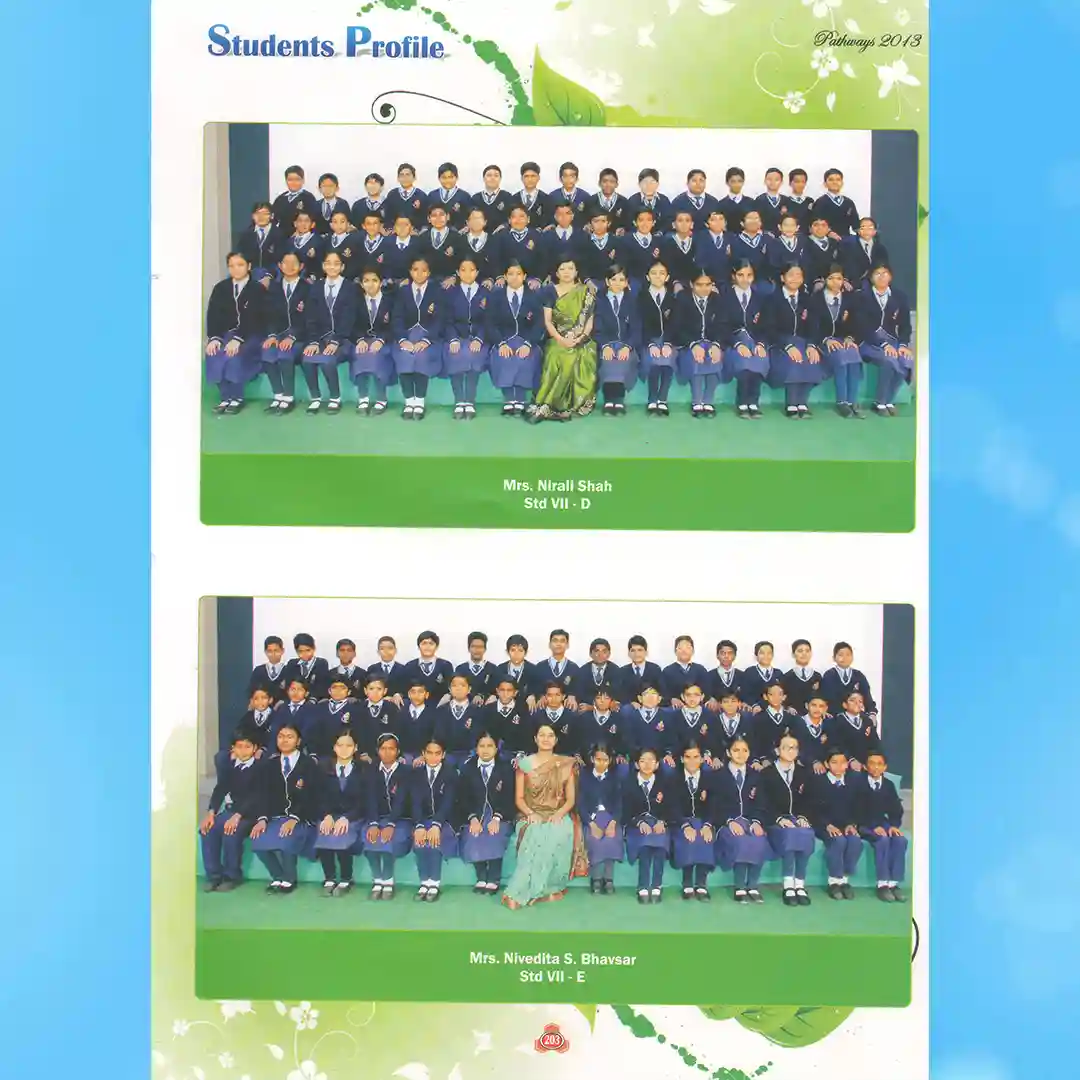 Students Profile
Pathways 2013
Mrs. Nirali Shah
Std VII - D
Mrs. Nivedita S. Bhavsar
Std VII - E
203